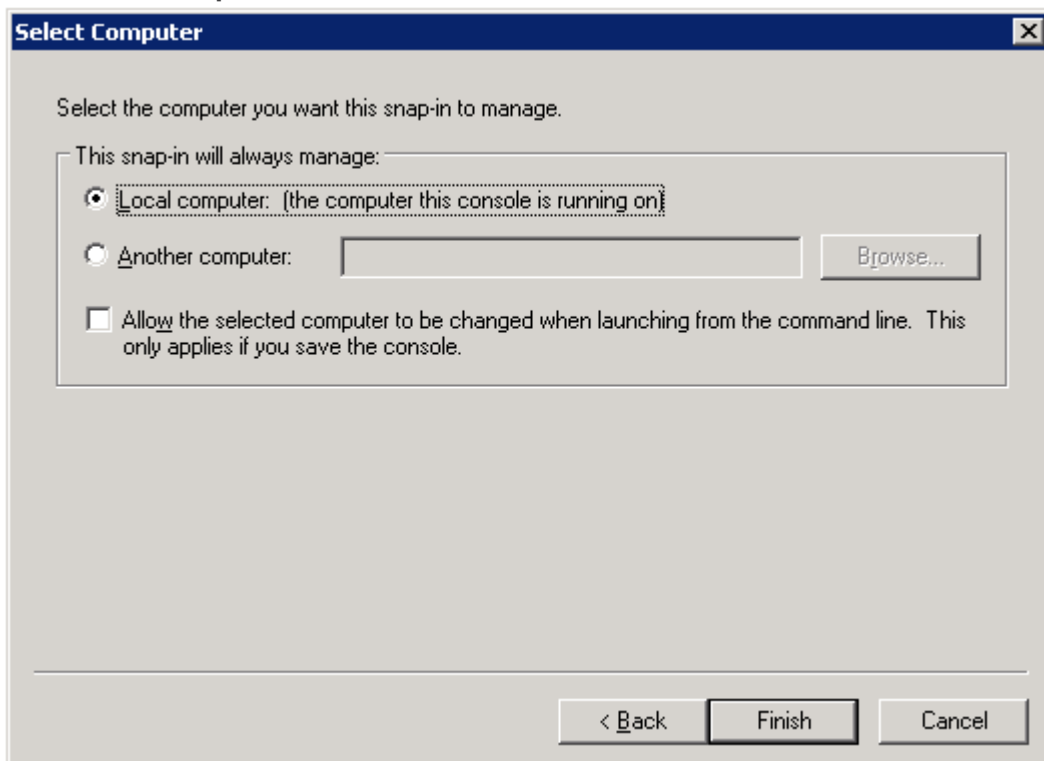 Select Computer
Select the computer you want this snap-in to manage.
This snap-in will always manage:
Local computer:  (the computer this console is running on)
Another computer:
Browse...
Allow the selected computer to be changed when launching from the command line.  This
only applies if you save the console.
< Back
Finish
Cancel